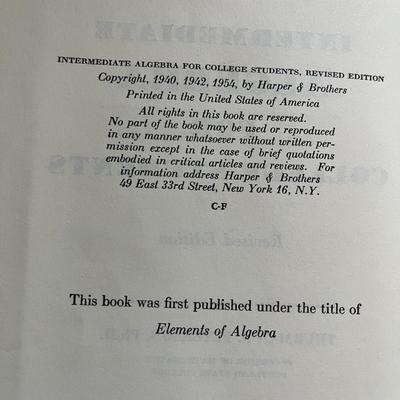 INTERMEDIATE ALGEBRA FOR COLLEGE STUDENTS, REVISED EDITION
Copyright, 1940, 1942, 1954, by Harper & Brothers
Printed in the United States of America
All rights in this book are reserved.
No part of the book may be used or reproduced
in any manner whatsoever without written per-
mission except in the case of brief quotations
embodied in critical articles and reviews. For
information address Harper & Brothers
49 East 33rd Street, New York 16, N.Y.
C-F
This book was first published under the title of
Elements of Algebra